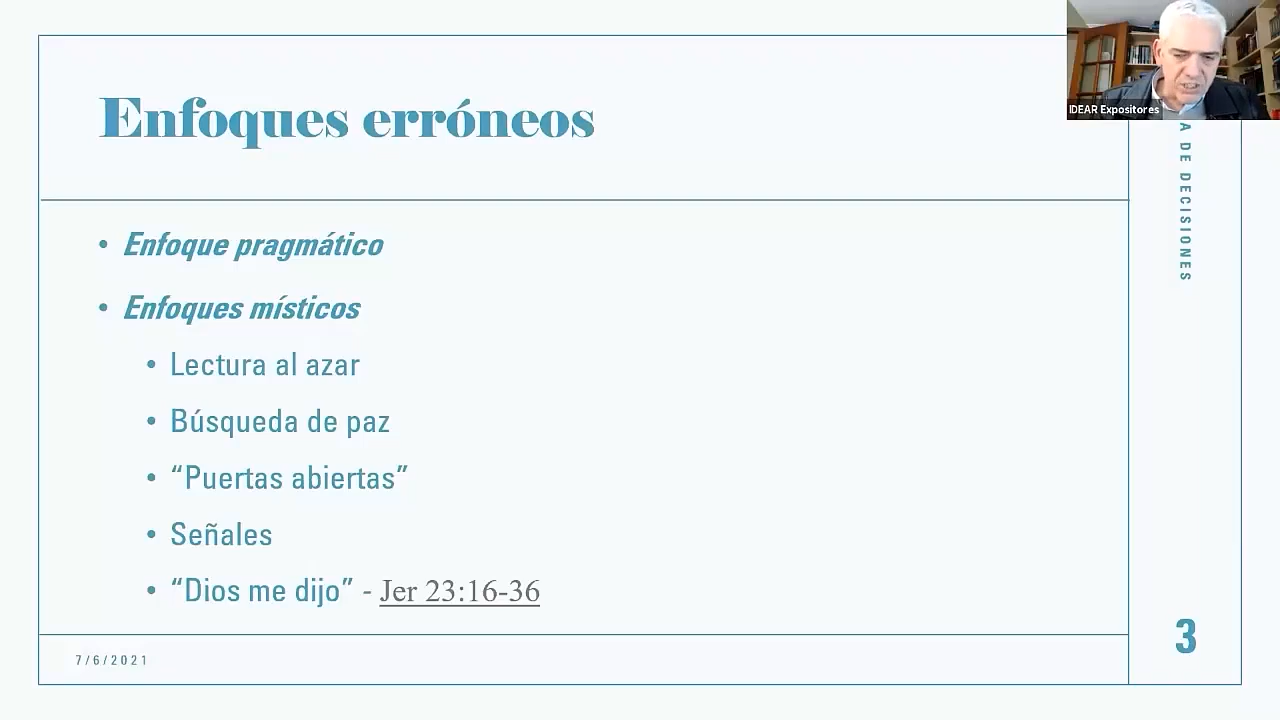 Enfoques erróneos
• Enfoque pragmático
• Enfoques místicos
• Lectura al azar
• Búsqueda de paz
• “Puertas abiertas”
• Señales
• “Dios me dijo” - Jer 23:16-36
7/6/2021
IDEAR Expositores
A DE DECISIONES
3